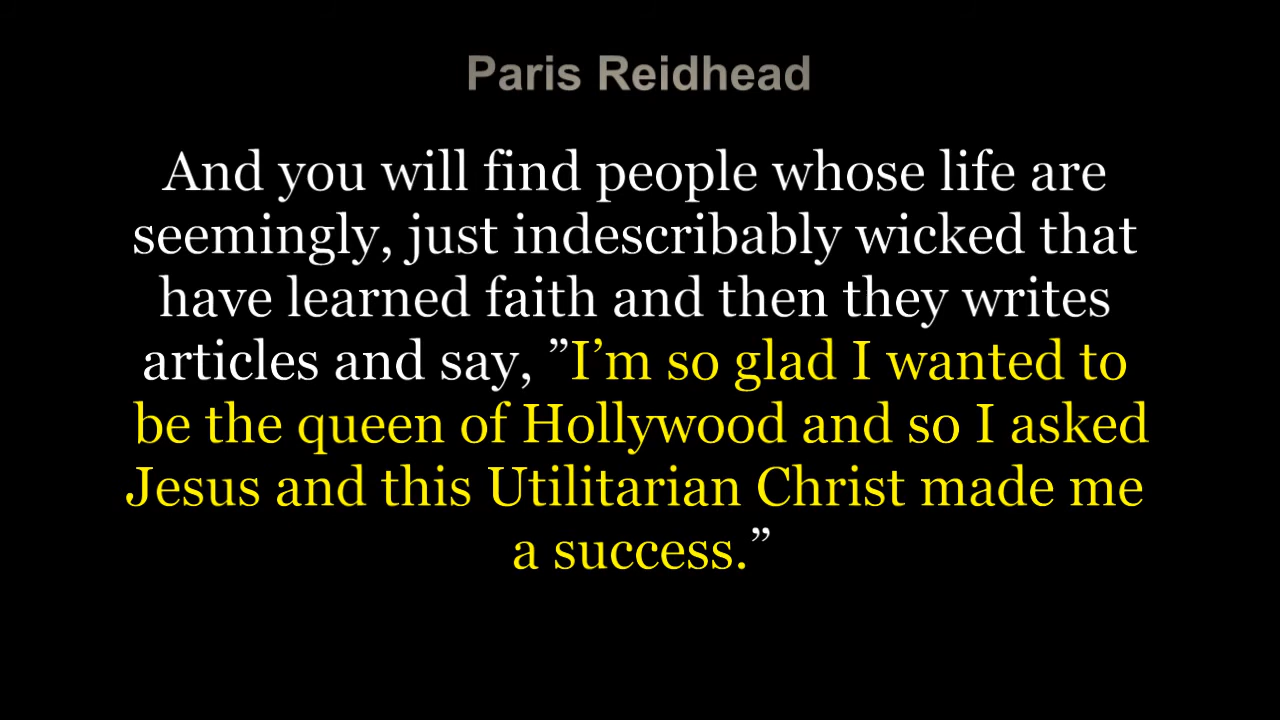 Paris Reidhead
And you will find people whose life are
seemingly, just indescribably wicked that
have learned faith and then they writes
articles and say, ”I’m so glad I wanted to
be the queen of Hollywood and so I asked
Jesus and this Utilitarian Christ made me
a success.”